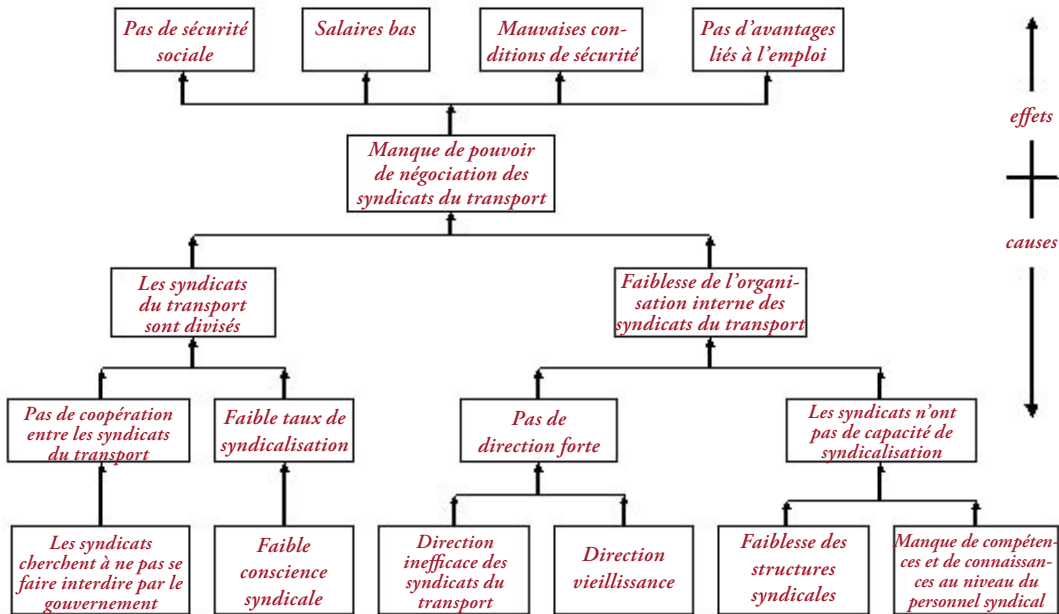 Pas de sécurité
sociale
Salaires bas
Mauvaises con-
ditions de sécurité
Pas d'avantages
liés à l'emploi
effets
Manque de pouvoir
de négociation des
syndicats du transport
causes
Les syndicats
du transport
sont divisés
Faiblesse de l'organi-
sation interne des
syndicats du transport
Pas de coopération
entre les syndicats
du transport
Faible taux de
syndicalisation
Pas de
direction forte
Les syndicats n'ont
pas de capacité de
syndicalisation
Les syndicats
cherchent à ne pas se
faire interdire par le
gouvernement
Faible
conscience
syndicale
Direction
inefficace des
syndicats du
transport
Direction
vieillissance
Faiblesse des
structures
syndicales
Manque de compéten-
ces et de connaissan-
ces au niveau du
personnel syndical